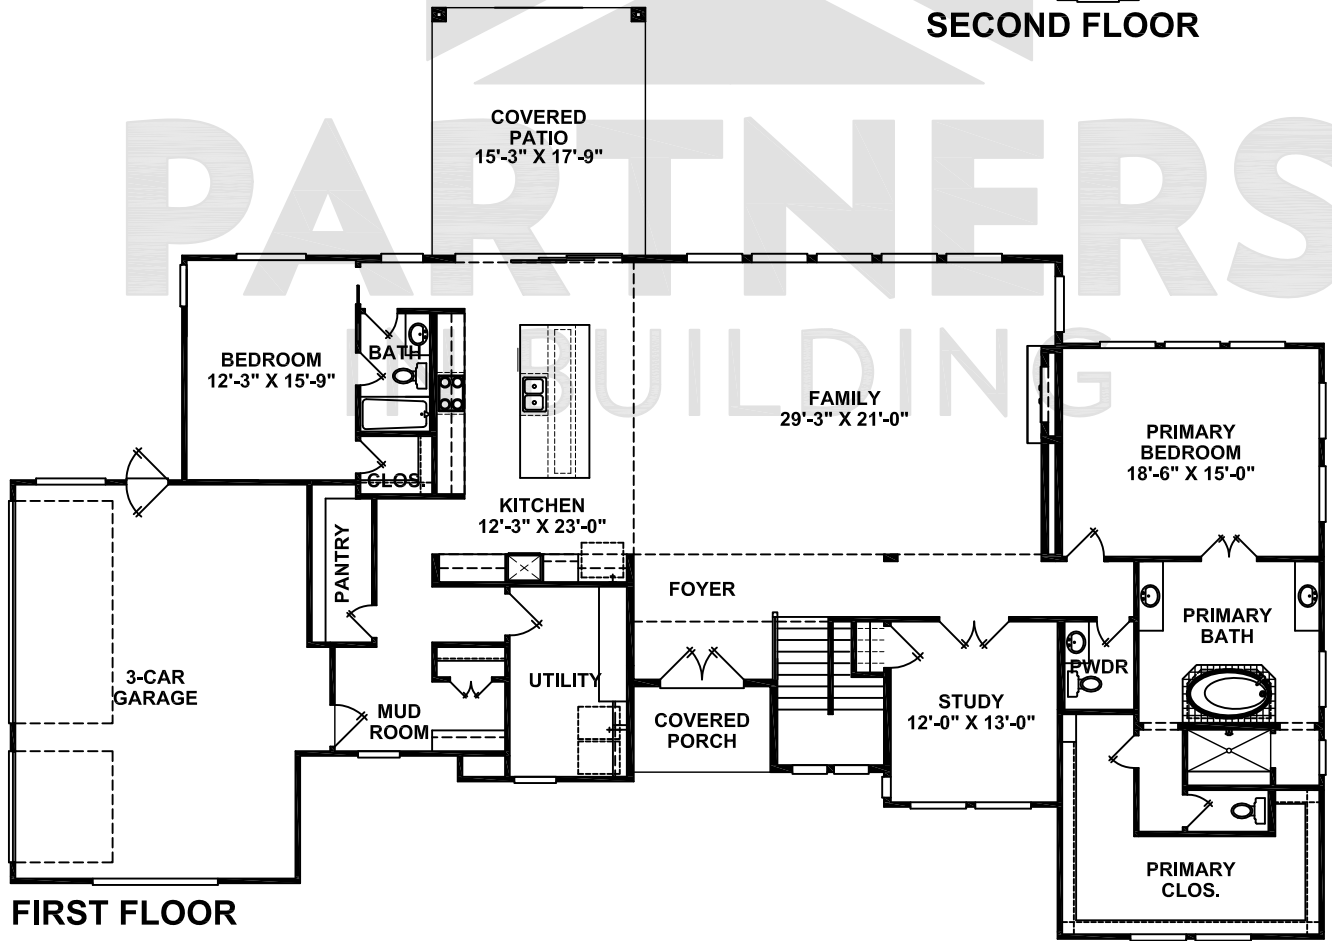 SECOND FLOOR
COVERED
PATIO
15'-3" X 17'-9"
PARTNERS
IN BUILDING
BEDROOM
12'-3" X 15'-9"
BATH
CLOS.
FAMILY
29'-3" X 21'-0"
PRIMARY
BEDROOM
18'-6" X 15'-0"
KITCHEN
12'-3" X 23'-0"
PANTRY
FOYER
PRIMARY
BATH
3-CAR
GARAGE
UTILITY
PWDR
MUD
ROOM
COVERED
PORCH
STUDY
12'-0" X 13'-0"
PRIMARY
CLOS.
FIRST FLOOR